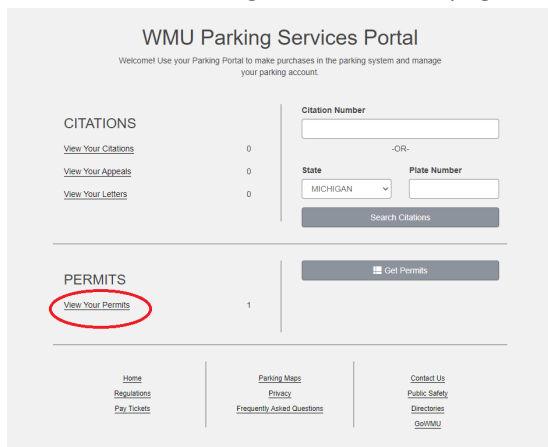 WMU Parking Services Portal
Welcome! Use your Parking Portal to make purchases in the parking system and manage
your parking account.
CITATIONS
View Your Citations 0
View Your Appeals 0
View Your Letters 0
Citation Number
-OR-
State Plate Number
MICHIGAN
Search Citations
PERMITS
View Your Permits 1
Get Permits
Home
Regulations
Pay Tickets
Parking Maps
Privacy
Frequently Asked Questions
Contact Us
Public Safety
Directories
GoWMU